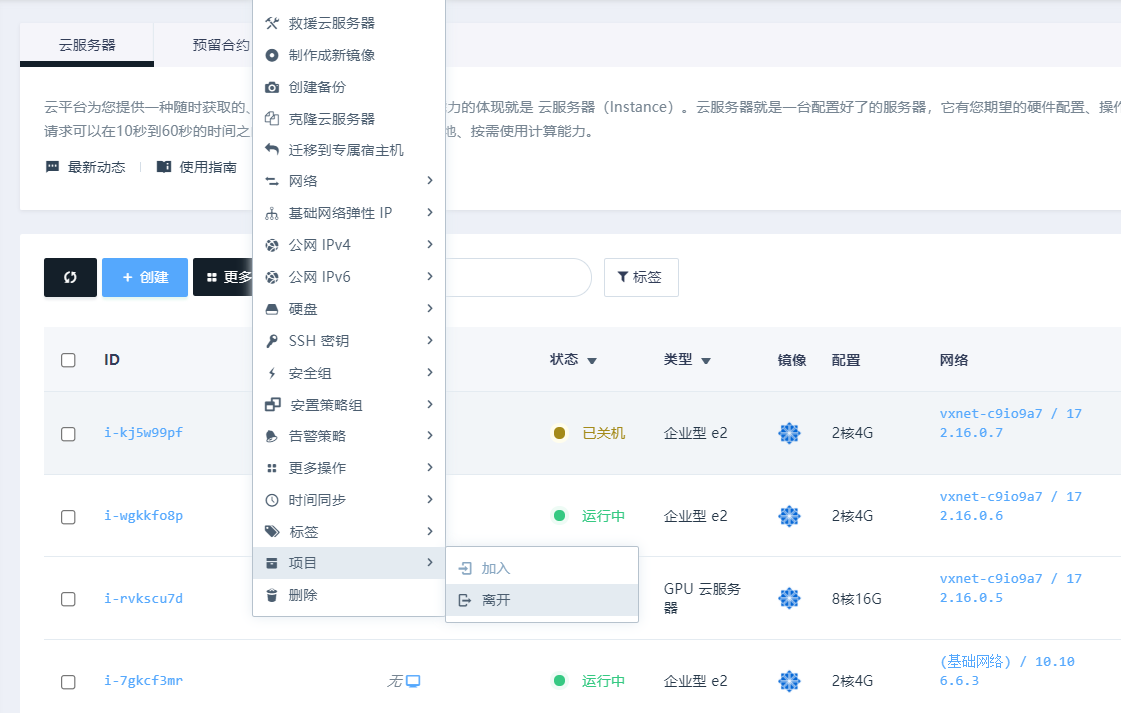 云服务器
预留合约
云平台为您提供一种随时获取的、
力的体现就是 云服务器（Instance）。云服务器就是一台配置好了的服务器，它有您期望的硬件配置、操作
请求可以在10秒到60秒的时间之
池、按需使用计算能力。
最新动态
使用指南
救援云服务器
制作成新镜像
创建备份
克隆云服务器
迁移到专属宿主机
网络
基础网络弹性 IP
公网 IPv4
公网 IPv6
硬盘
SSH 密钥
安全组
安置策略组
告警策略
更多操作
时间同步
标签
项目
删除
加入
离开
+ 创建
更多
标签
ID
状态
类型
镜像
配置
网络
i-kj5w99pf
已关机
企业型 e2
2核4G
vxnet-c9io9a7 / 17
2.16.0.7
i-wgkkfo8p
运行中
企业型 e2
2核4G
vxnet-c9io9a7 / 17
2.16.0.6
i-rvkscu7d
GPU 云服务
器
8核16G
vxnet-c9io9a7 / 17
2.16.0.5
i-7gkcf3mr
无
运行中
企业型 e2
2核4G
(基础网络) / 10.10
6.6.3